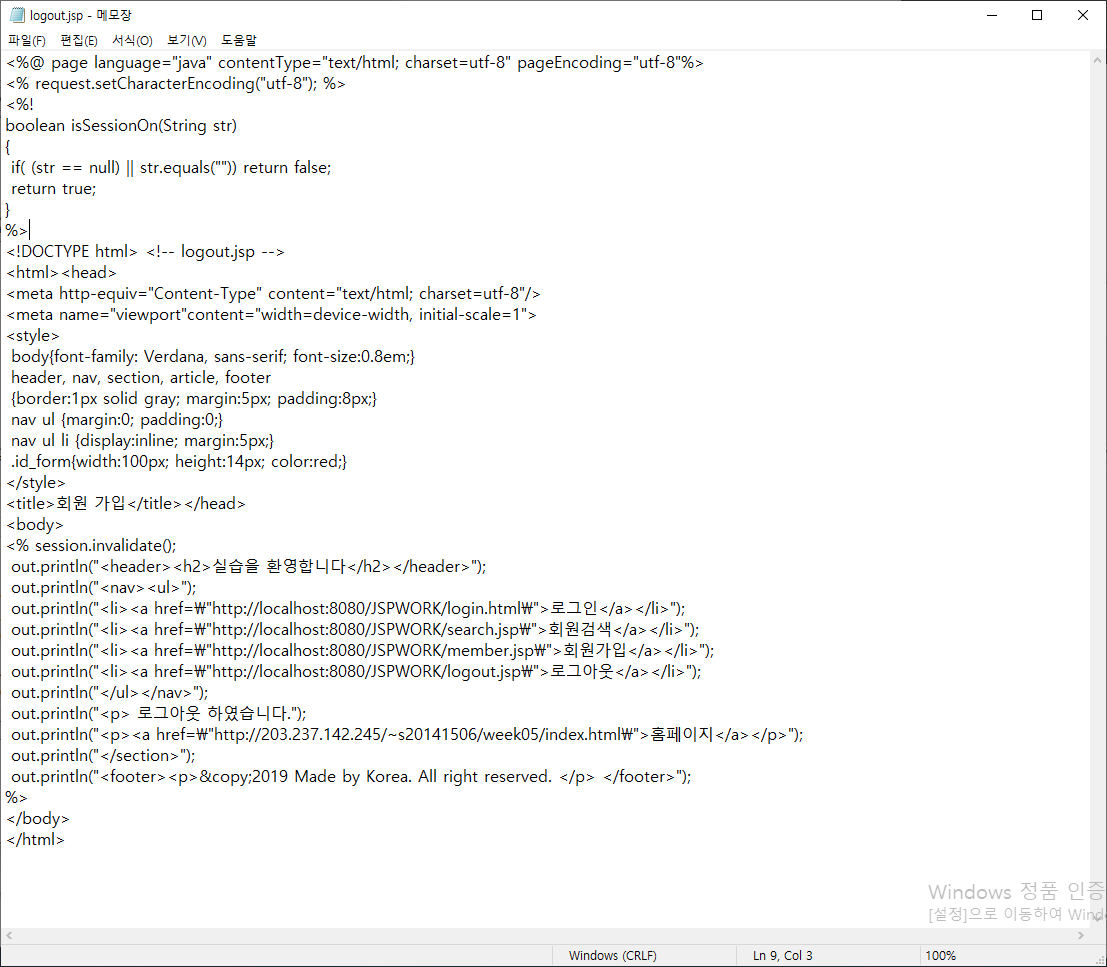 logout.jsp - 메모장
파일(F) 편집(E) 서식(O) 보기(V) 도움말
<%@ page language="java" contentType="text/html; charset=utf-8" pageEncoding="utf-8"%>
<% request.setCharacterEncoding("utf-8"); %>
<%!
boolean isSessionOn(String str)
{
 if( (str == null) || str.equals("")) return false;
 return true;
}
%>
<!DOCTYPE html> <!-- logout.jsp -->
<html><head>
<meta http-equiv="Content-Type" content="text/html; charset=utf-8"/>
<meta name="viewport"content="width=device-width, initial-scale=1">
<style>
 body{font-family: Verdana, sans-serif; font-size:0.8em;}
 header, nav, section, article, footer
 {border:1px solid gray; margin:5px; padding:8px;}
 nav ul {margin:0; padding:0;}
 nav ul li {display:inline; margin:5px;}
 .id_form{width:100px; height:14px; color:red;}
</style>
<title>회원 가입</title></head>
<body>
<% session.invalidate();
 out.println("<header><h2>실습을 환영합니다</h2></header>");
 out.println("<nav><ul>");
 out.println("<li><a href=₩"http://localhost:8080/JSPWORK/login.html₩">로그인</a></li>");
 out.println("<li><a href=₩"http://localhost:8080/JSPWORK/search.jsp₩">회원검색</a></li>");
 out.println("<li><a href=₩"http://localhost:8080/JSPWORK/member.jsp₩">회원가입</a></li>");
 out.println("<li><a href=₩"http://localhost:8080/JSPWORK/logout.jsp₩">로그아웃</a></li>");
 out.println("</ul></nav>");
 out.println("<p> 로그아웃 하였습니다.");
 out.println("<p><a href=₩"http://203.237.142.245/~s20141506/week05/index.html₩">홈페이지</a></p>");
 out.println("</section>");
 out.println("<footer><p>&copy;2019 Made by Korea. All right reserved. </p> </footer>");
%>
</body>
</html>
Windows 정품 인증
[설정]으로 이동하여 Wind
Windows (CRLF) Ln 9, Col 3 100%